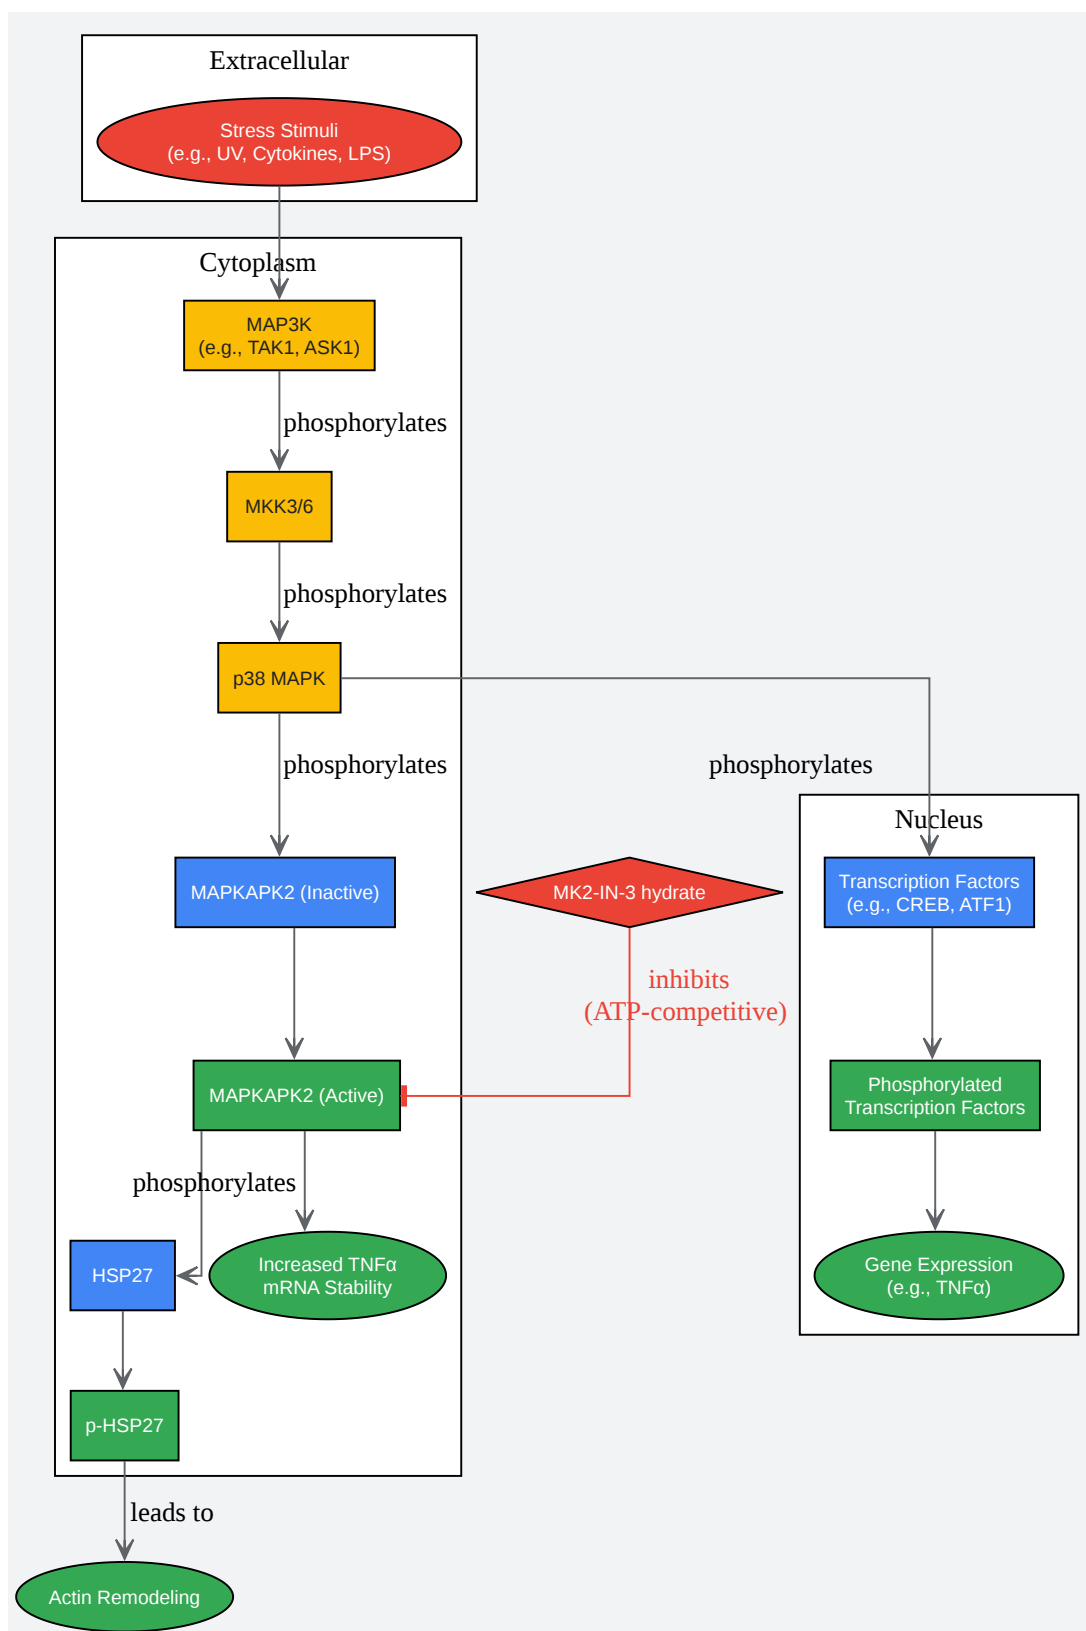 Extracellular
Stress Stimuli
(e.g., UV, Cytokines, LPS)
Cytoplasm
MAP3K
(e.g., TAK1, ASK1)
phosphorylates
MKK3/6
phosphorylates
p38 MAPK
phosphorylates
phosphorylates
Nucleus
MAPKAPK2 (Inactive)
MK2-IN-3 hydrate
Transcription Factors
(e.g., CREB, ATF1)
inhibits
(ATP-competitive)
MAPKAPK2 (Active)
Phosphorylated
Transcription Factors
phosphorylates
HSP27
Increased TNFα
mRNA Stability
Gene Expression
(e.g., TNFα)
p-HSP27
leads to
Actin Remodeling